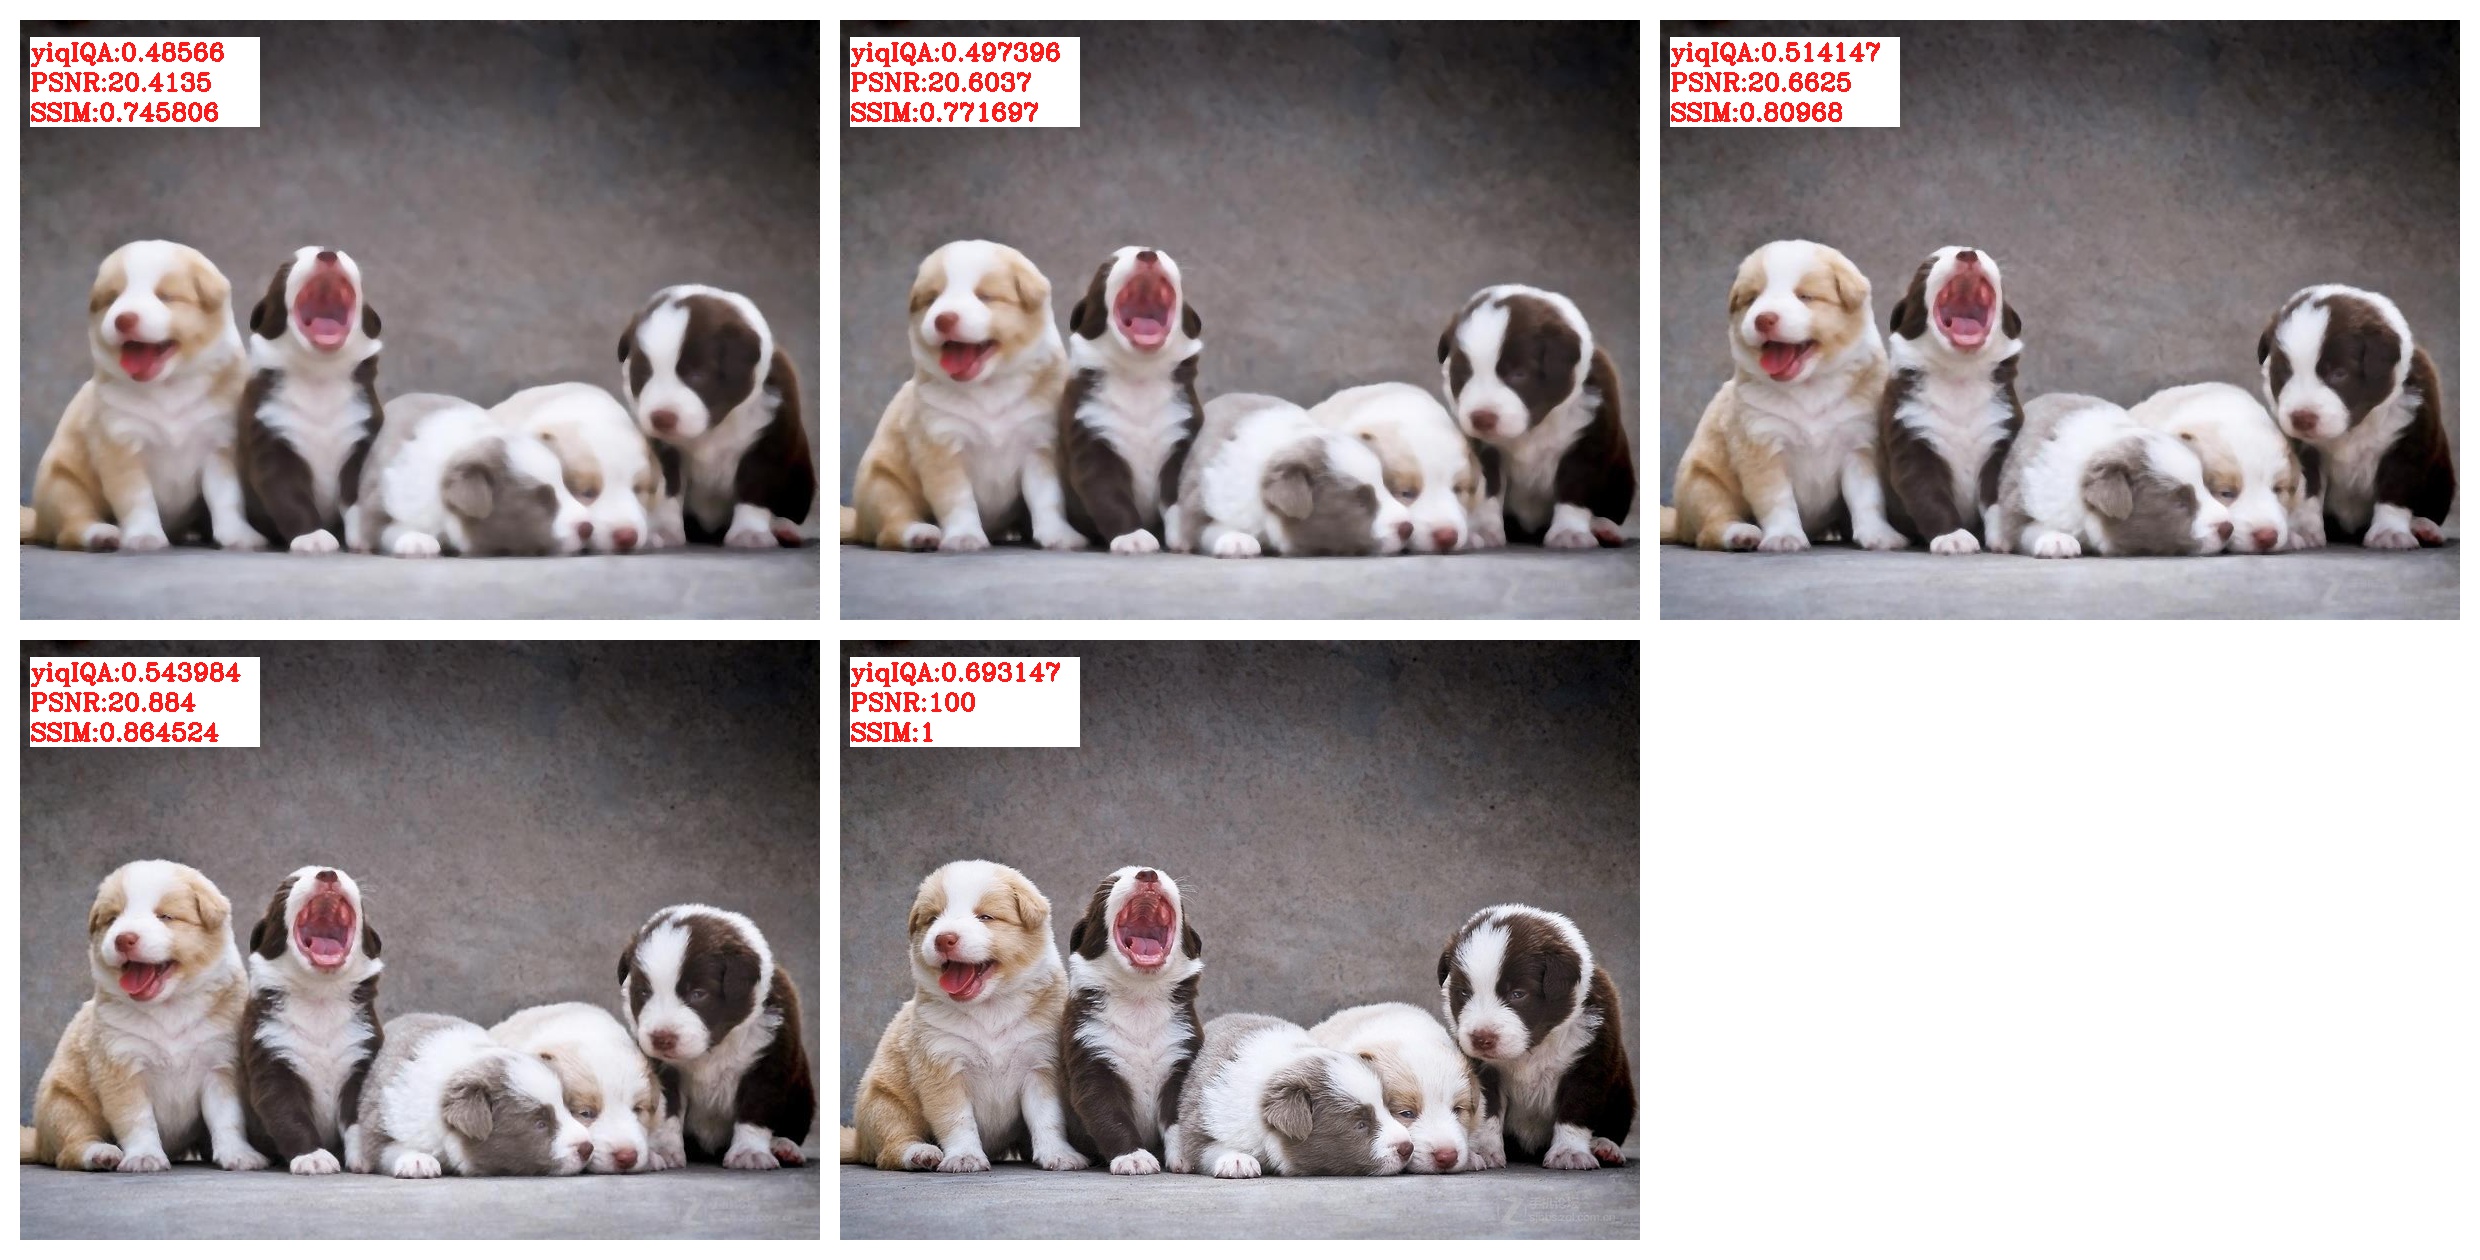 yiqIQA:0.48566
PSNR:20.4135
SSIM:0.745806
yiqIQA:0.497396
PSNR:20.6037
SSIM:0.771697
yiqIQA:0.514147
PSNR:20.6625
SSIM:0.80968
yiqIQA:0.543984
PSNR:20.884
SSIM:0.864524
yiqIQA:0.693147
PSNR:100
SSIM:1